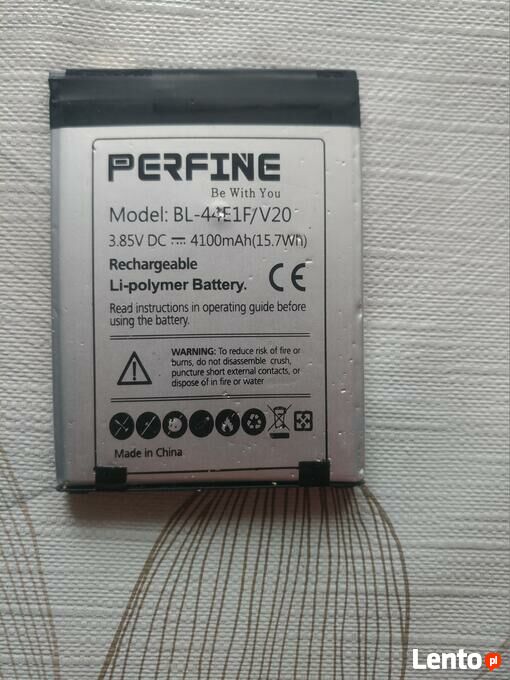 PERFINE
Be With You
Model: BL-44E1F/V20
3.85V DC 4100mAh(15.7Wh)
Rechargeable
Li-polymer Battery.
CE
Read instructions in operating guide before
using the battery.
WARNING: To reduce risk of fire or
burns, do not disassemble crush,
puncture short external contacts, or
dispose of in fire or water
Made in China
Lento.pl